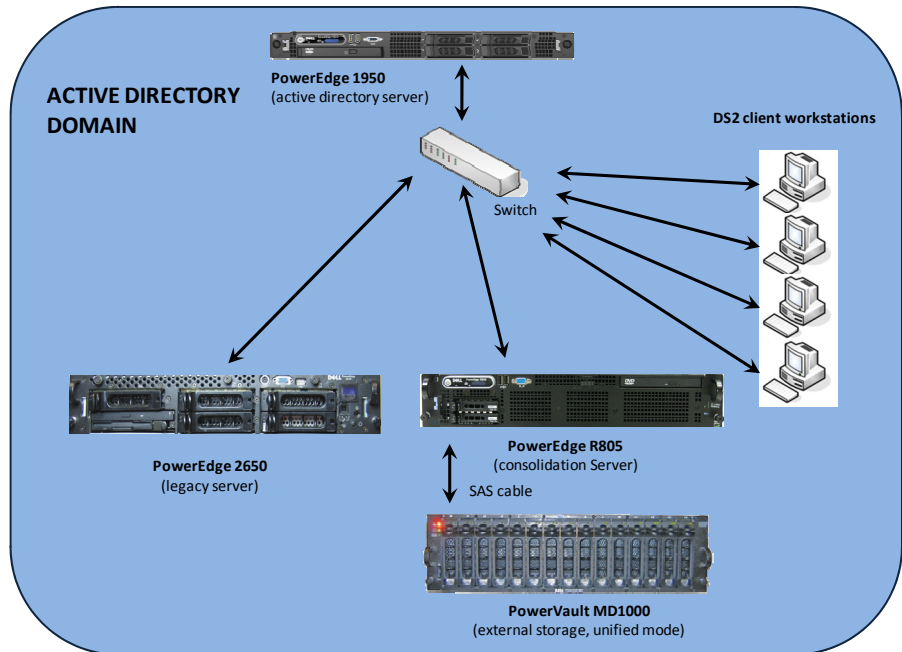 PowerEdge 1950
(active directory server)
ACTIVE DIRECTORY
DOMAIN
DS2 client workstations
Switch
PowerEdge 2650
(legacy server)
PowerEdge R805
(consolidation Server)
SAS cable
PowerVault MD1000
(external storage, unified mode)